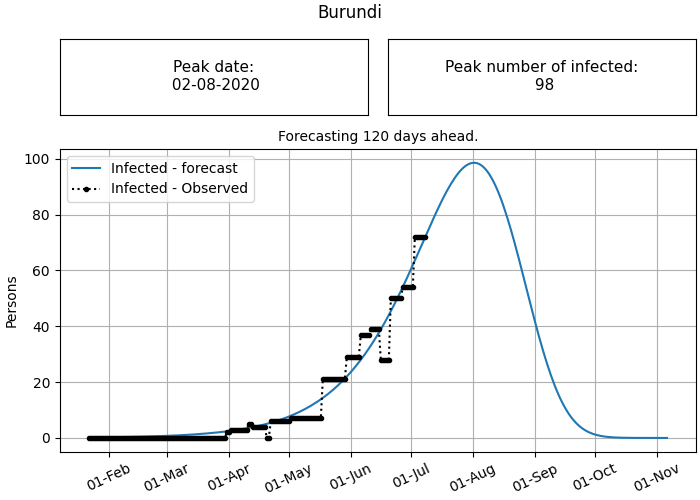 Burundi
Peak date:
02-08-2020
Peak number of infected:
98
Forecasting 120 days ahead.
Infected - forecast
Infected - Observed
Persons
100
80
60
40
20
0
01-Feb
01-Mar
01-Apr
01-May
01-Jun
01-Jul
01-Aug
01-Sep
01-Oct
01-Nov